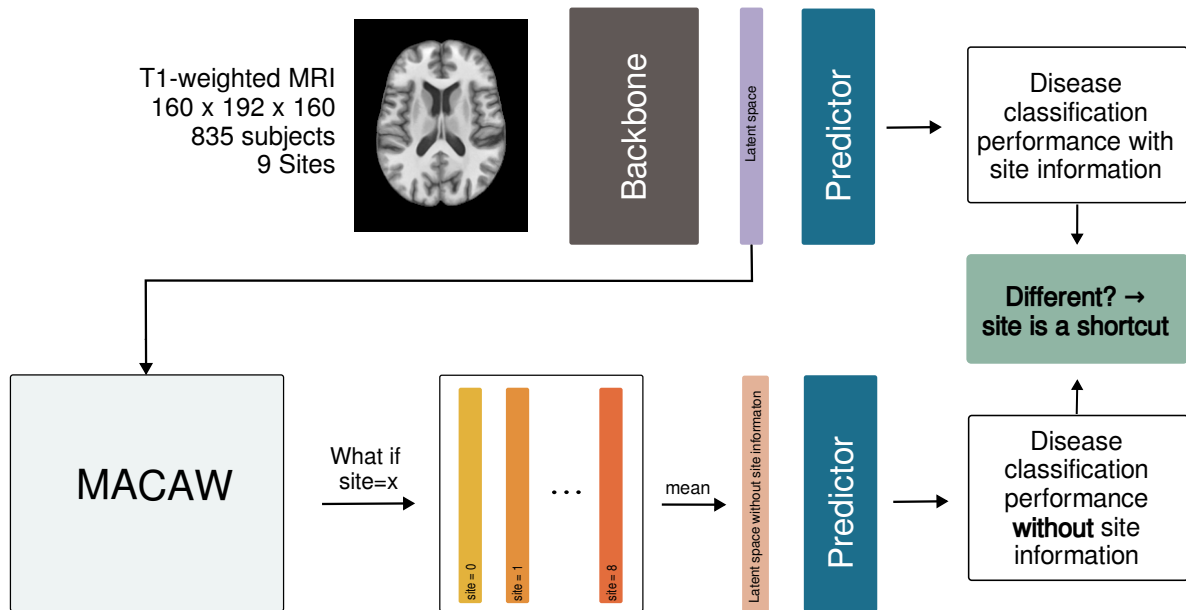 T1-weighted MRI
160 x 192 x 160
835 subjects
9 Sites
Backbone
Latent space
Predictor
Disease
classification
performance with
site information
Different? →
site is a shortcut
MACAW
What if
site=x
site = 0
site = 1
...
site = 8
mean
Latent space without site informaton
Predictor
Disease
classification
performance
without site
information